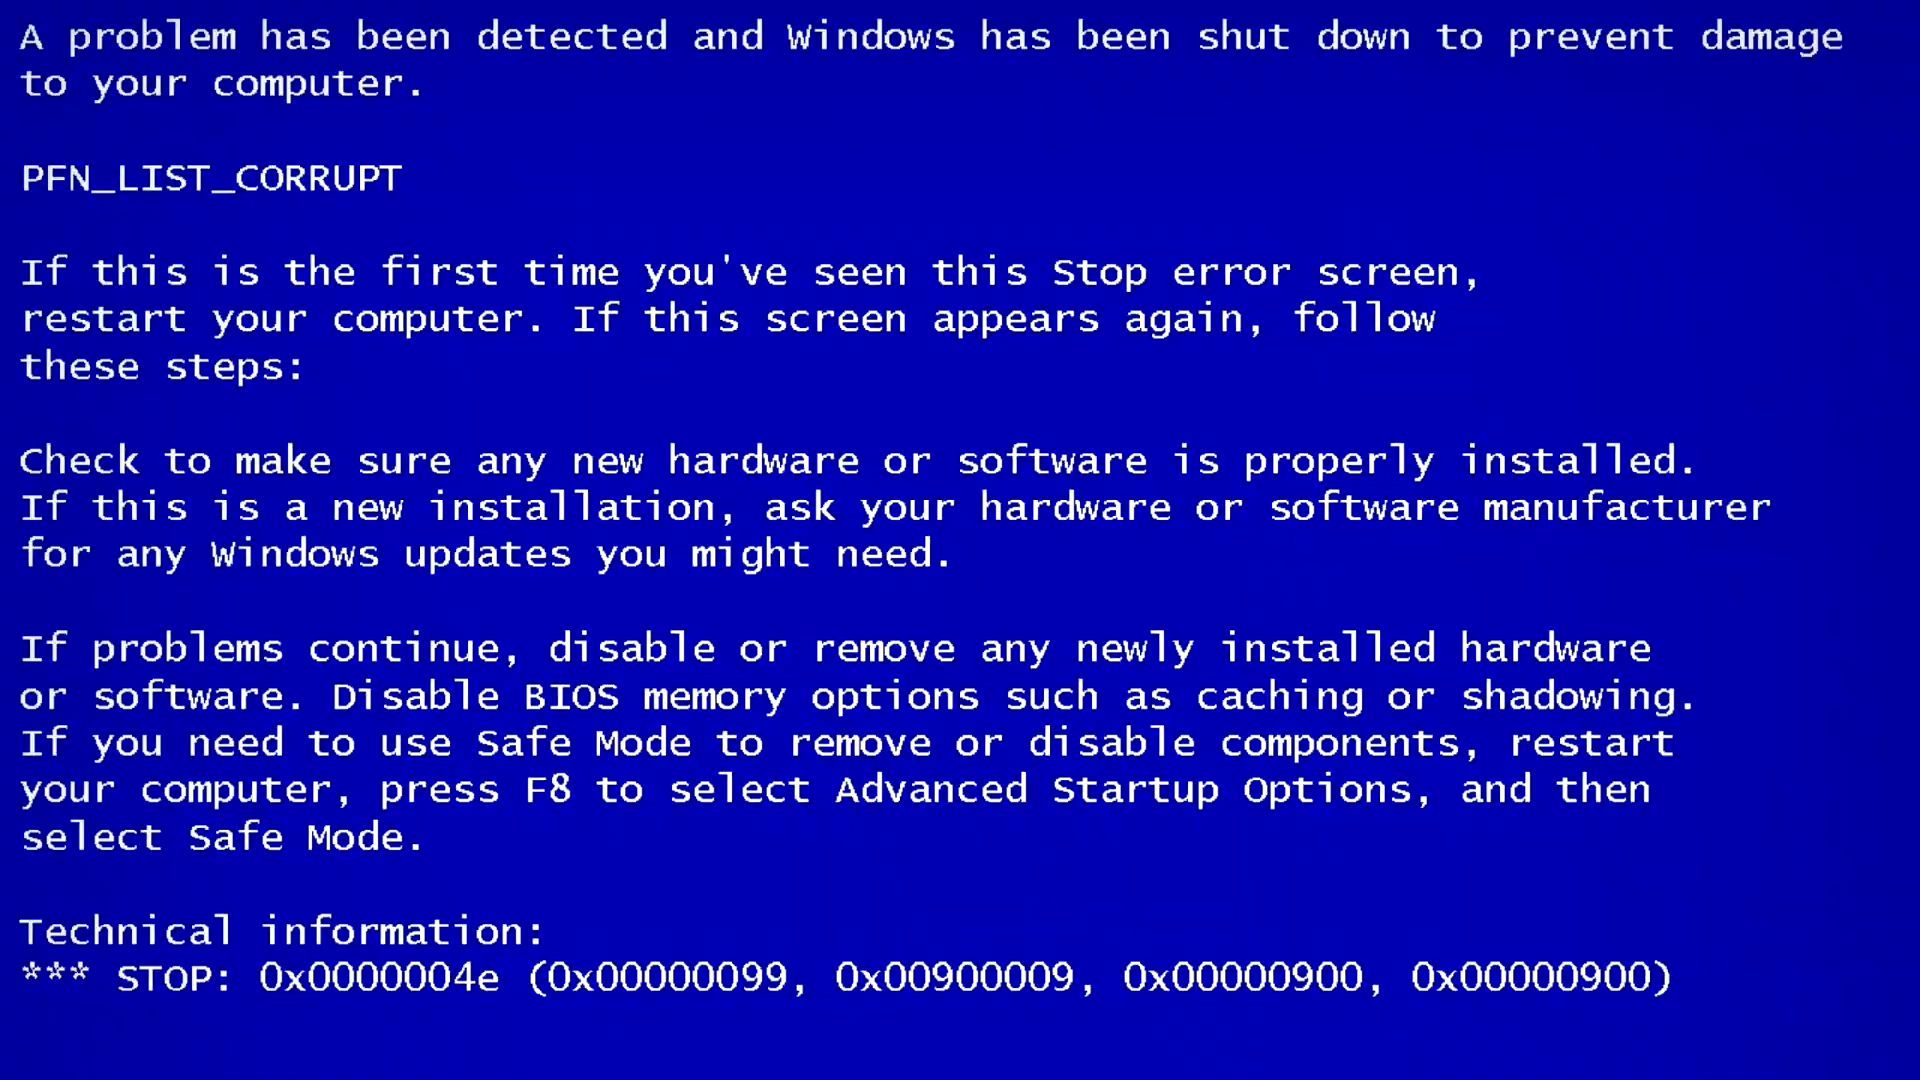 A problem has been detected and Windows has been shut down to prevent damage
to your computer.
PFN_LIST_CORRUPT
If this is the first time you've seen this Stop error screen,
restart your computer. If this screen appears again, follow
these steps:
Check to make sure any new hardware or software is properly installed.
If this is a new installation, ask your hardware or software manufacturer
for any Windows updates you might need.
If problems continue, disable or remove any newly installed hardware
or software. Disable BIOS memory options such as caching or shadowing.
If you need to use Safe Mode to remove or disable components, restart
your computer, press F8 to select Advanced Startup Options, and then
select Safe Mode.
Technical information:
*** STOP: 0x0000004e (0x00000099, 0x00900009, 0x00000900, 0x00000900)